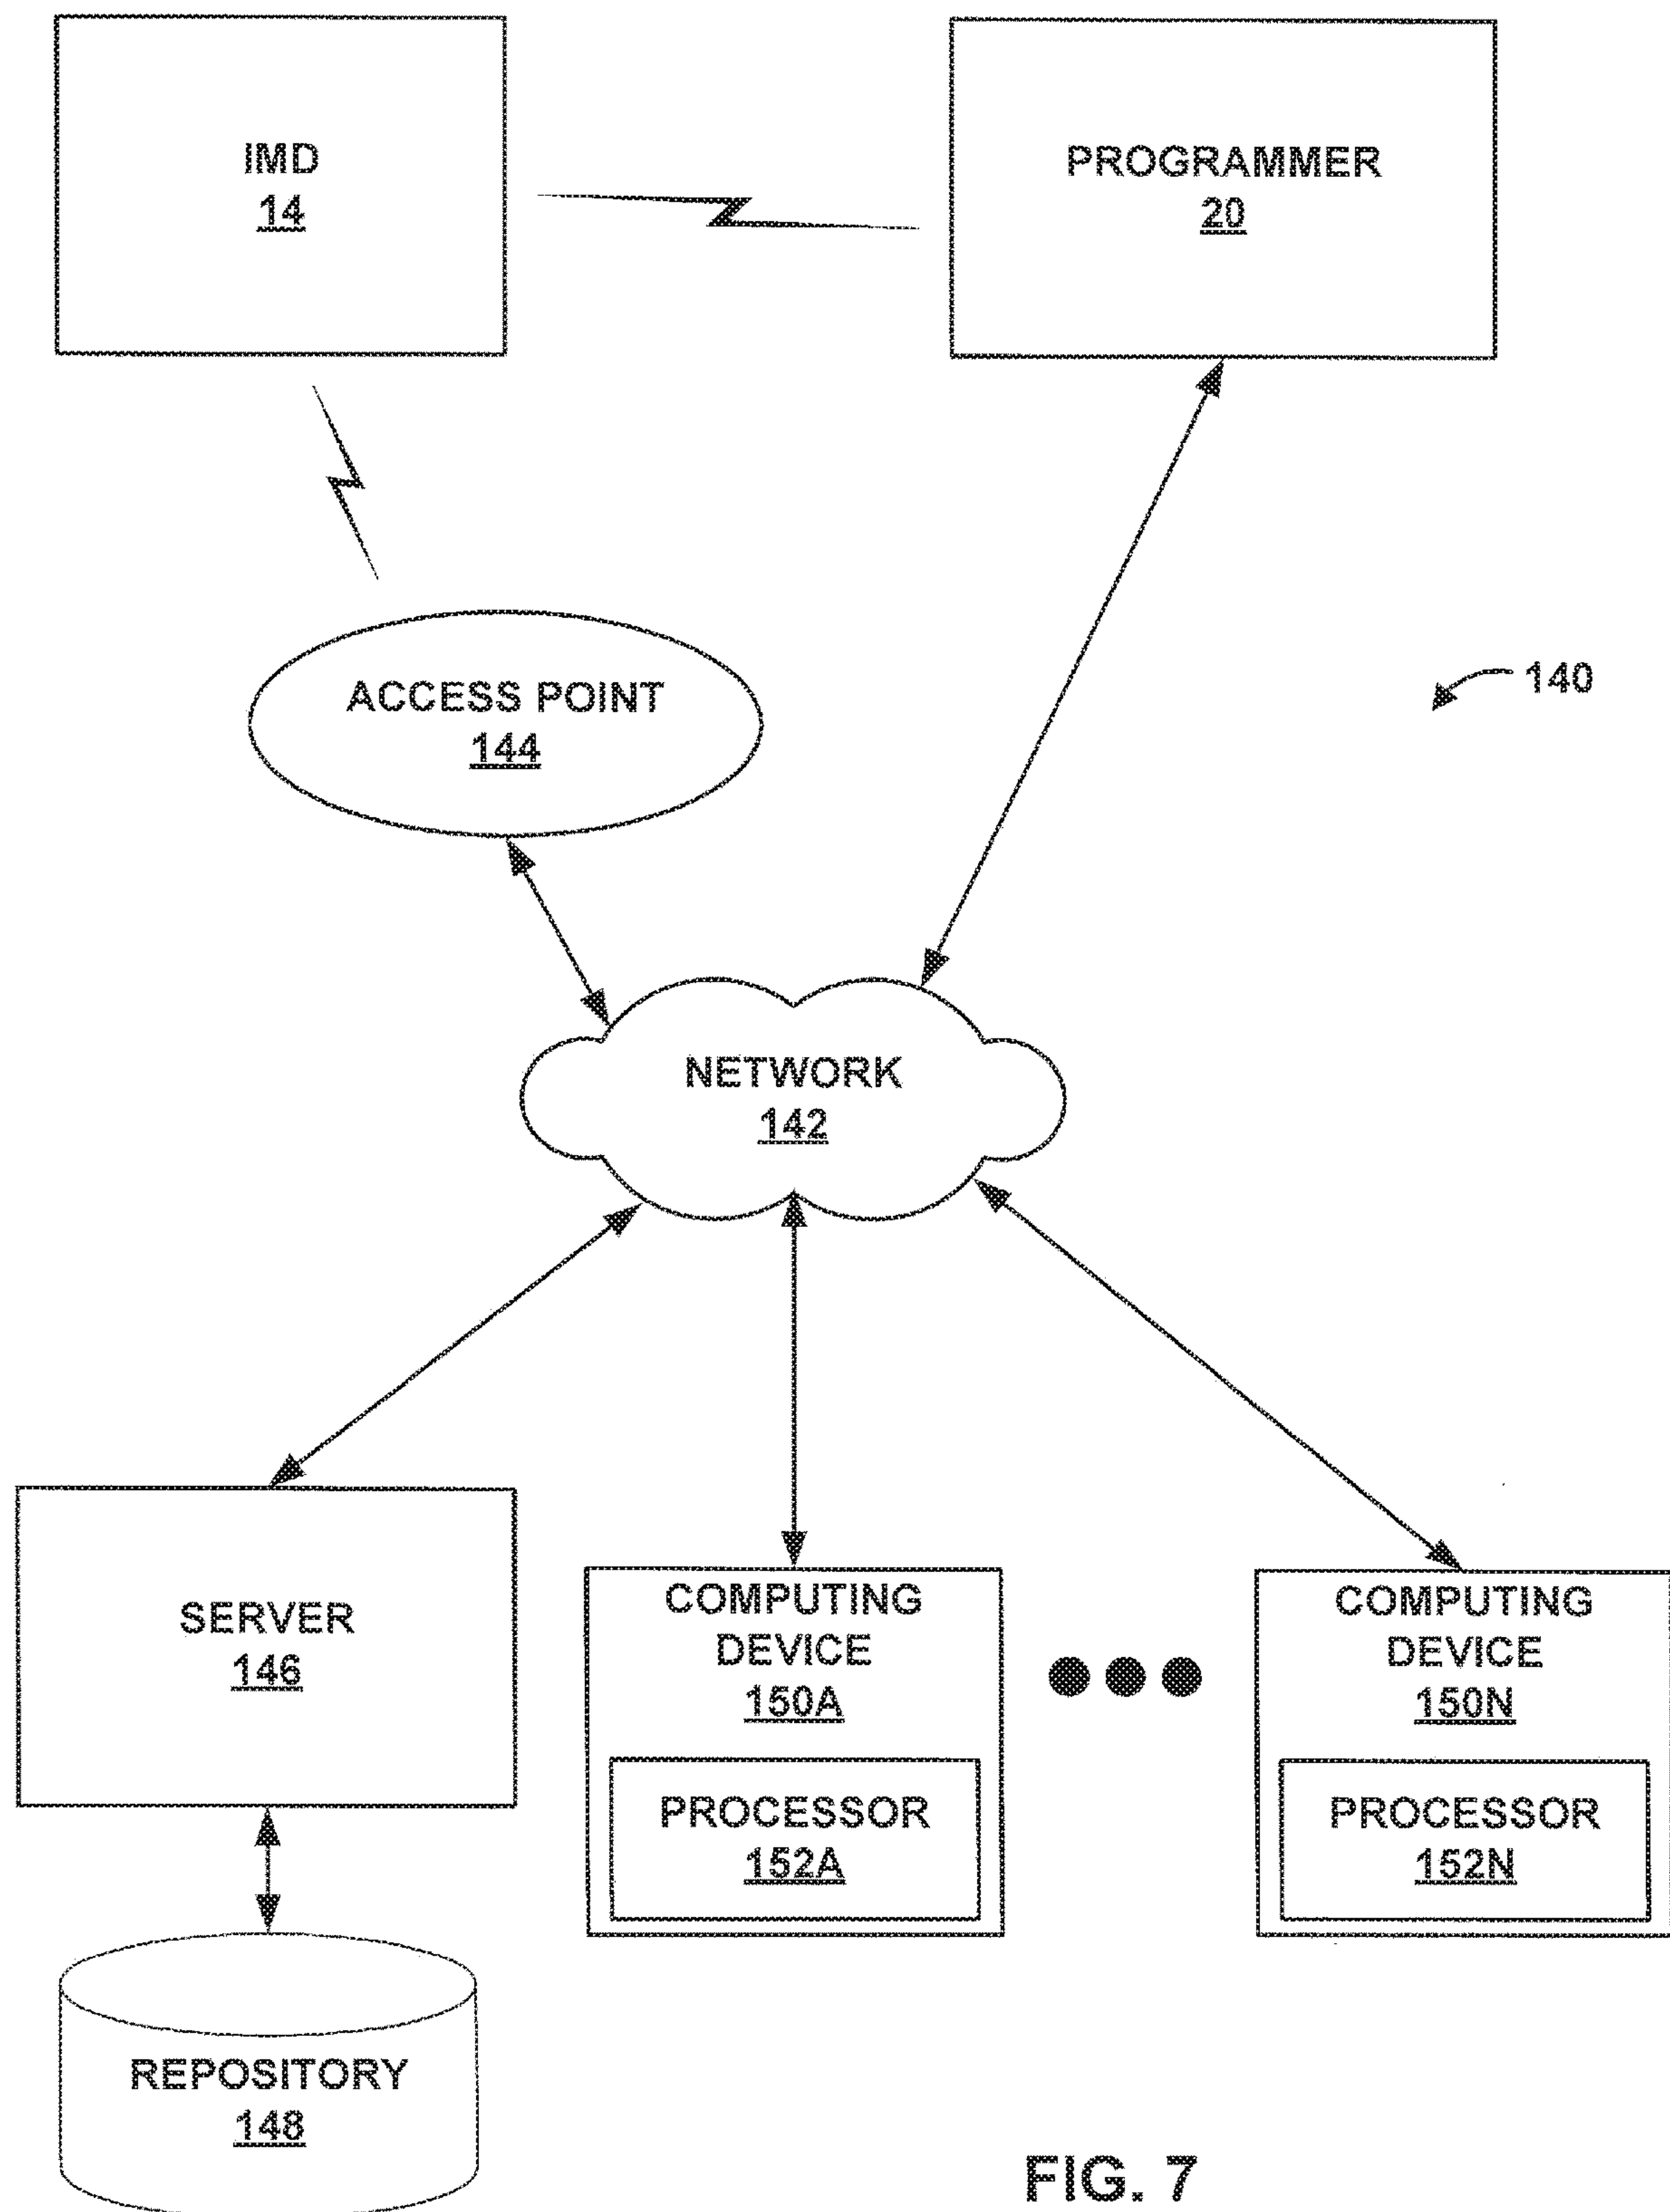 IMD
14
PROGRAMMER
20
ACCESS POINT
144
140
NETWORK
142
SERVER
146
COMPUTING
DEVICE
150A
PROCESSOR
152A
COMPUTING
DEVICE
150N
PROCESSOR
152N
REPOSITORY
148
FIG. 7